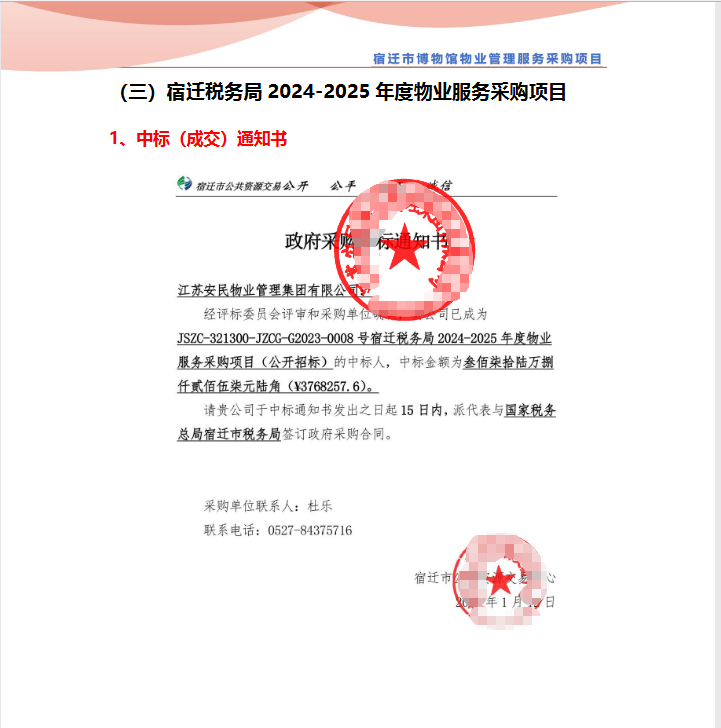 宿迁市博物馆物业管理服务采购项目
（三）宿迁税务局 2024-2025 年度物业服务采购项目
1、中标（成交）通知书
宿迁市公共资源交易 公开 公平 诚信
政府采购 标通知书
江苏安民物业管理集团有限公司：
经评标委员会评审和采购单位 公司已成为
JSZC-321300-JZCG-G2023-0008 号宿迁税务局 2024-2025 年度物业
服务采购项目（公开招标）的中标人，中标金额为叁佰柒拾陆万捌
仟贰佰伍柒元陆角（¥3768257.6）。
请贵公司于中标通知书发出之日起 15 日内，派代表与国家税务
总局宿迁市税务局签订政府采购合同。
采购单位联系人：杜乐
联系电话：0527-84375716
宿迁市 交易 心
年 1 月 日